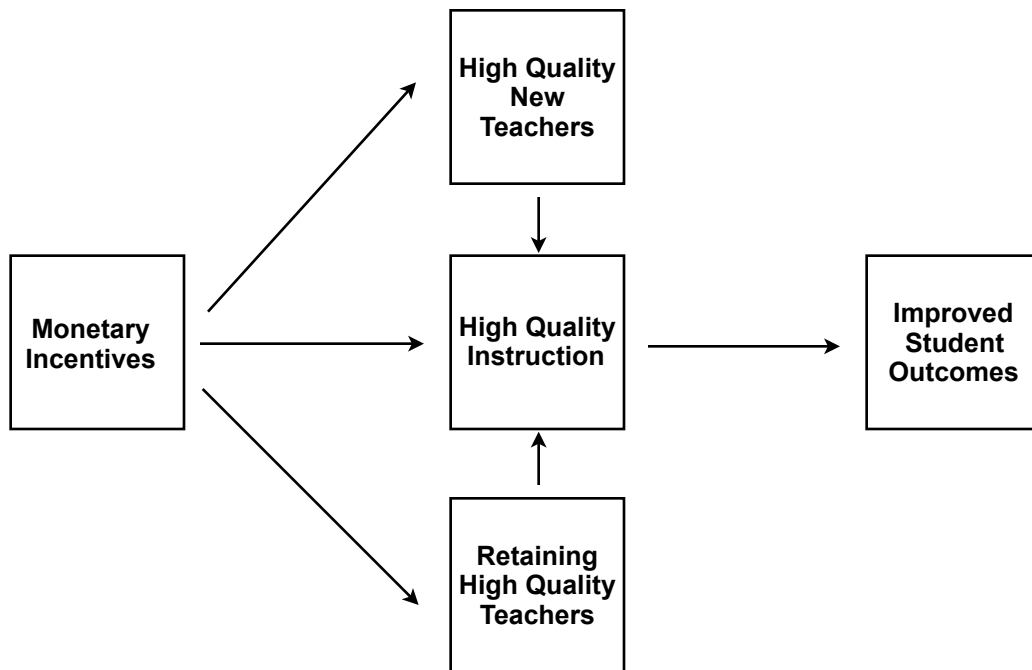 High Quality
New
Teachers
Monetary
Incentives
High Quality
Instruction
Improved
Student
Outcomes
Retaining
High Quality
Teachers